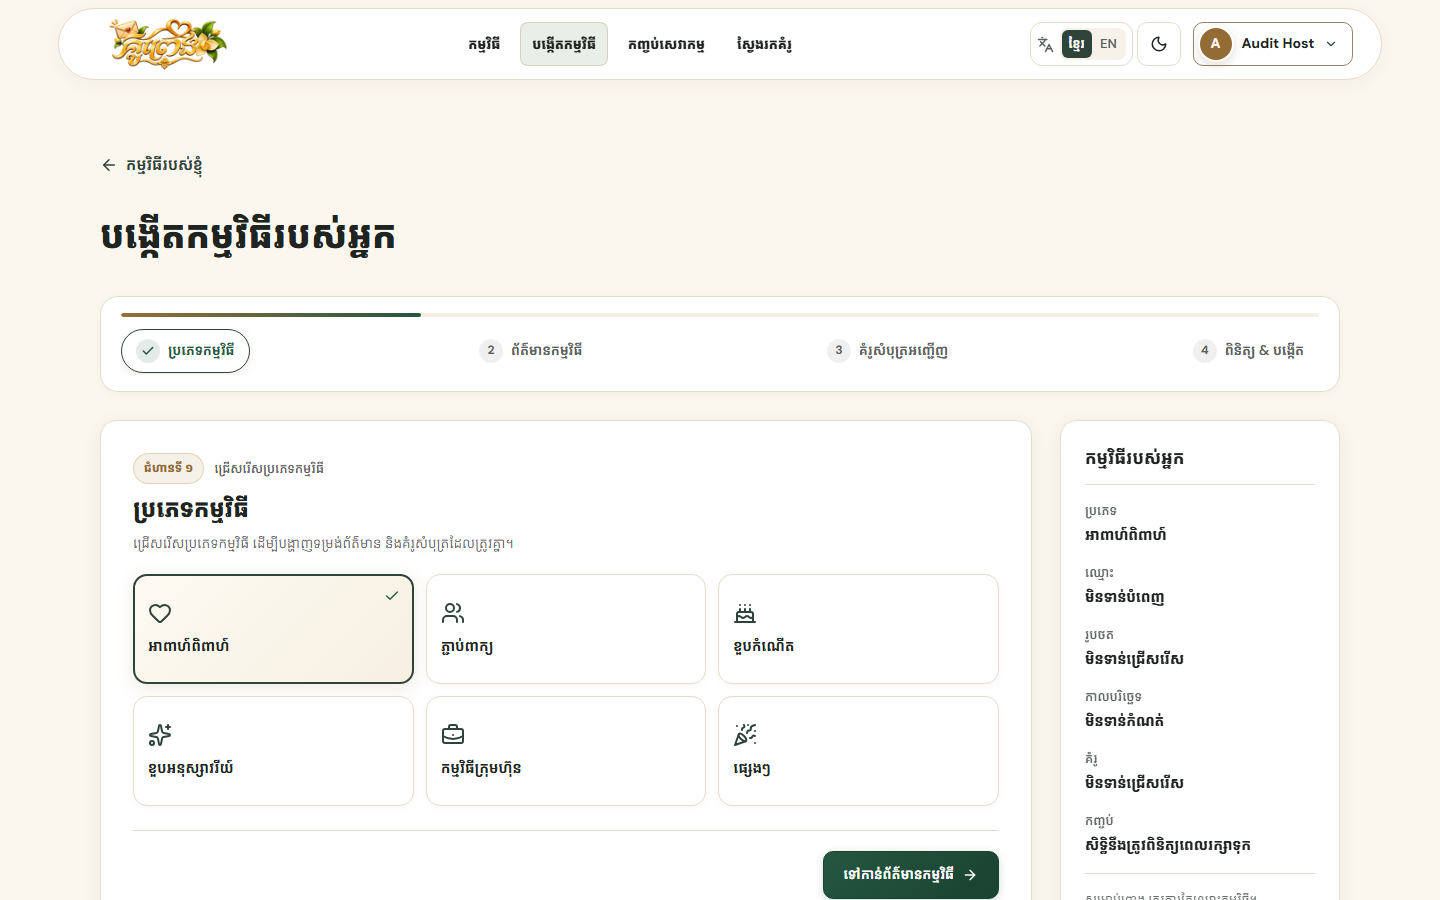 គូព្រេង
កម្មវិធី
បង្កើតកម្មវិធី
កញ្ចប់សេវាកម្ម
ស្វែងរកគំរូ
ខ្មែរ
EN
A
Audit Host
កម្មវិធីរបស់ខ្ញុំ
បង្កើតកម្មវិធីរបស់អ្នក
ប្រភេទកម្មវិធី
2 ព័ត៌មានកម្មវិធី
3 គំរូសំបុត្រអញ្ជើញ
4 ពិនិត្យ & បង្កើត
ជំហានទី ១ ជ្រើសរើសប្រភេទកម្មវិធី
ប្រភេទកម្មវិធី
ជ្រើសរើសប្រភេទកម្មវិធី ដើម្បីបង្ហាញទម្រង់ព័ត៌មាន និងគំរូសំបុត្រដែលត្រូវគ្នា។
អាពាហ៍ពិពាហ៍
ភ្ជាប់ពាក្យ
ខួបកំណើត
ខួបអនុស្សាវរីយ៍
កម្មវិធីក្រុមហ៊ុន
ផ្សេងៗ
ទៅកាន់ព័ត៌មានកម្មវិធី
កម្មវិធីរបស់អ្នក
ប្រភេទ
អាពាហ៍ពិពាហ៍
ឈ្មោះ
មិនទាន់បំពេញ
រូបថត
មិនទាន់ជ្រើសរើស
កាលបរិច្ឆេទ
មិនទាន់កំណត់
គំរូ
មិនទាន់ជ្រើសរើស
កញ្ចប់
សិទ្ធិនឹងត្រូវពិនិត្យពេលរក្សាទុក